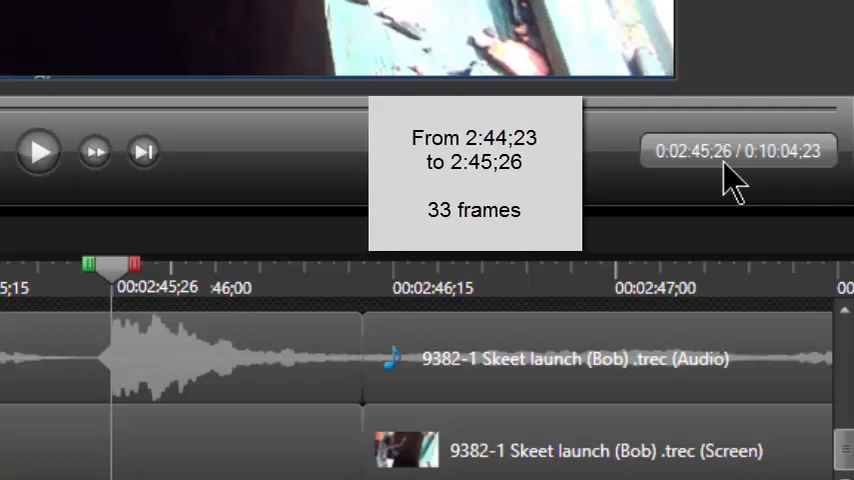 From 2:44;23
to 2:45;26
33 frames
0:02:45;26 / 0:10:04;23
5;15
00:02:45;26
:46;00
00:02:46;15
00:02:47;00
00
9382-1 Skeet launch (Bob) .trec (Audio)
9382-1 Skeet launch (Bob) .trec (Screen)